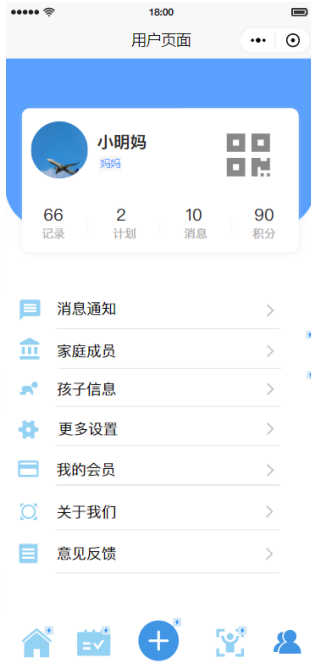 18:00
用户页面
小明妈
妈妈
66 2 10 90
记录 计划 消息 积分
消息通知
家庭成员
孩子信息
更多设置
我的会员
关于我们
意见反馈